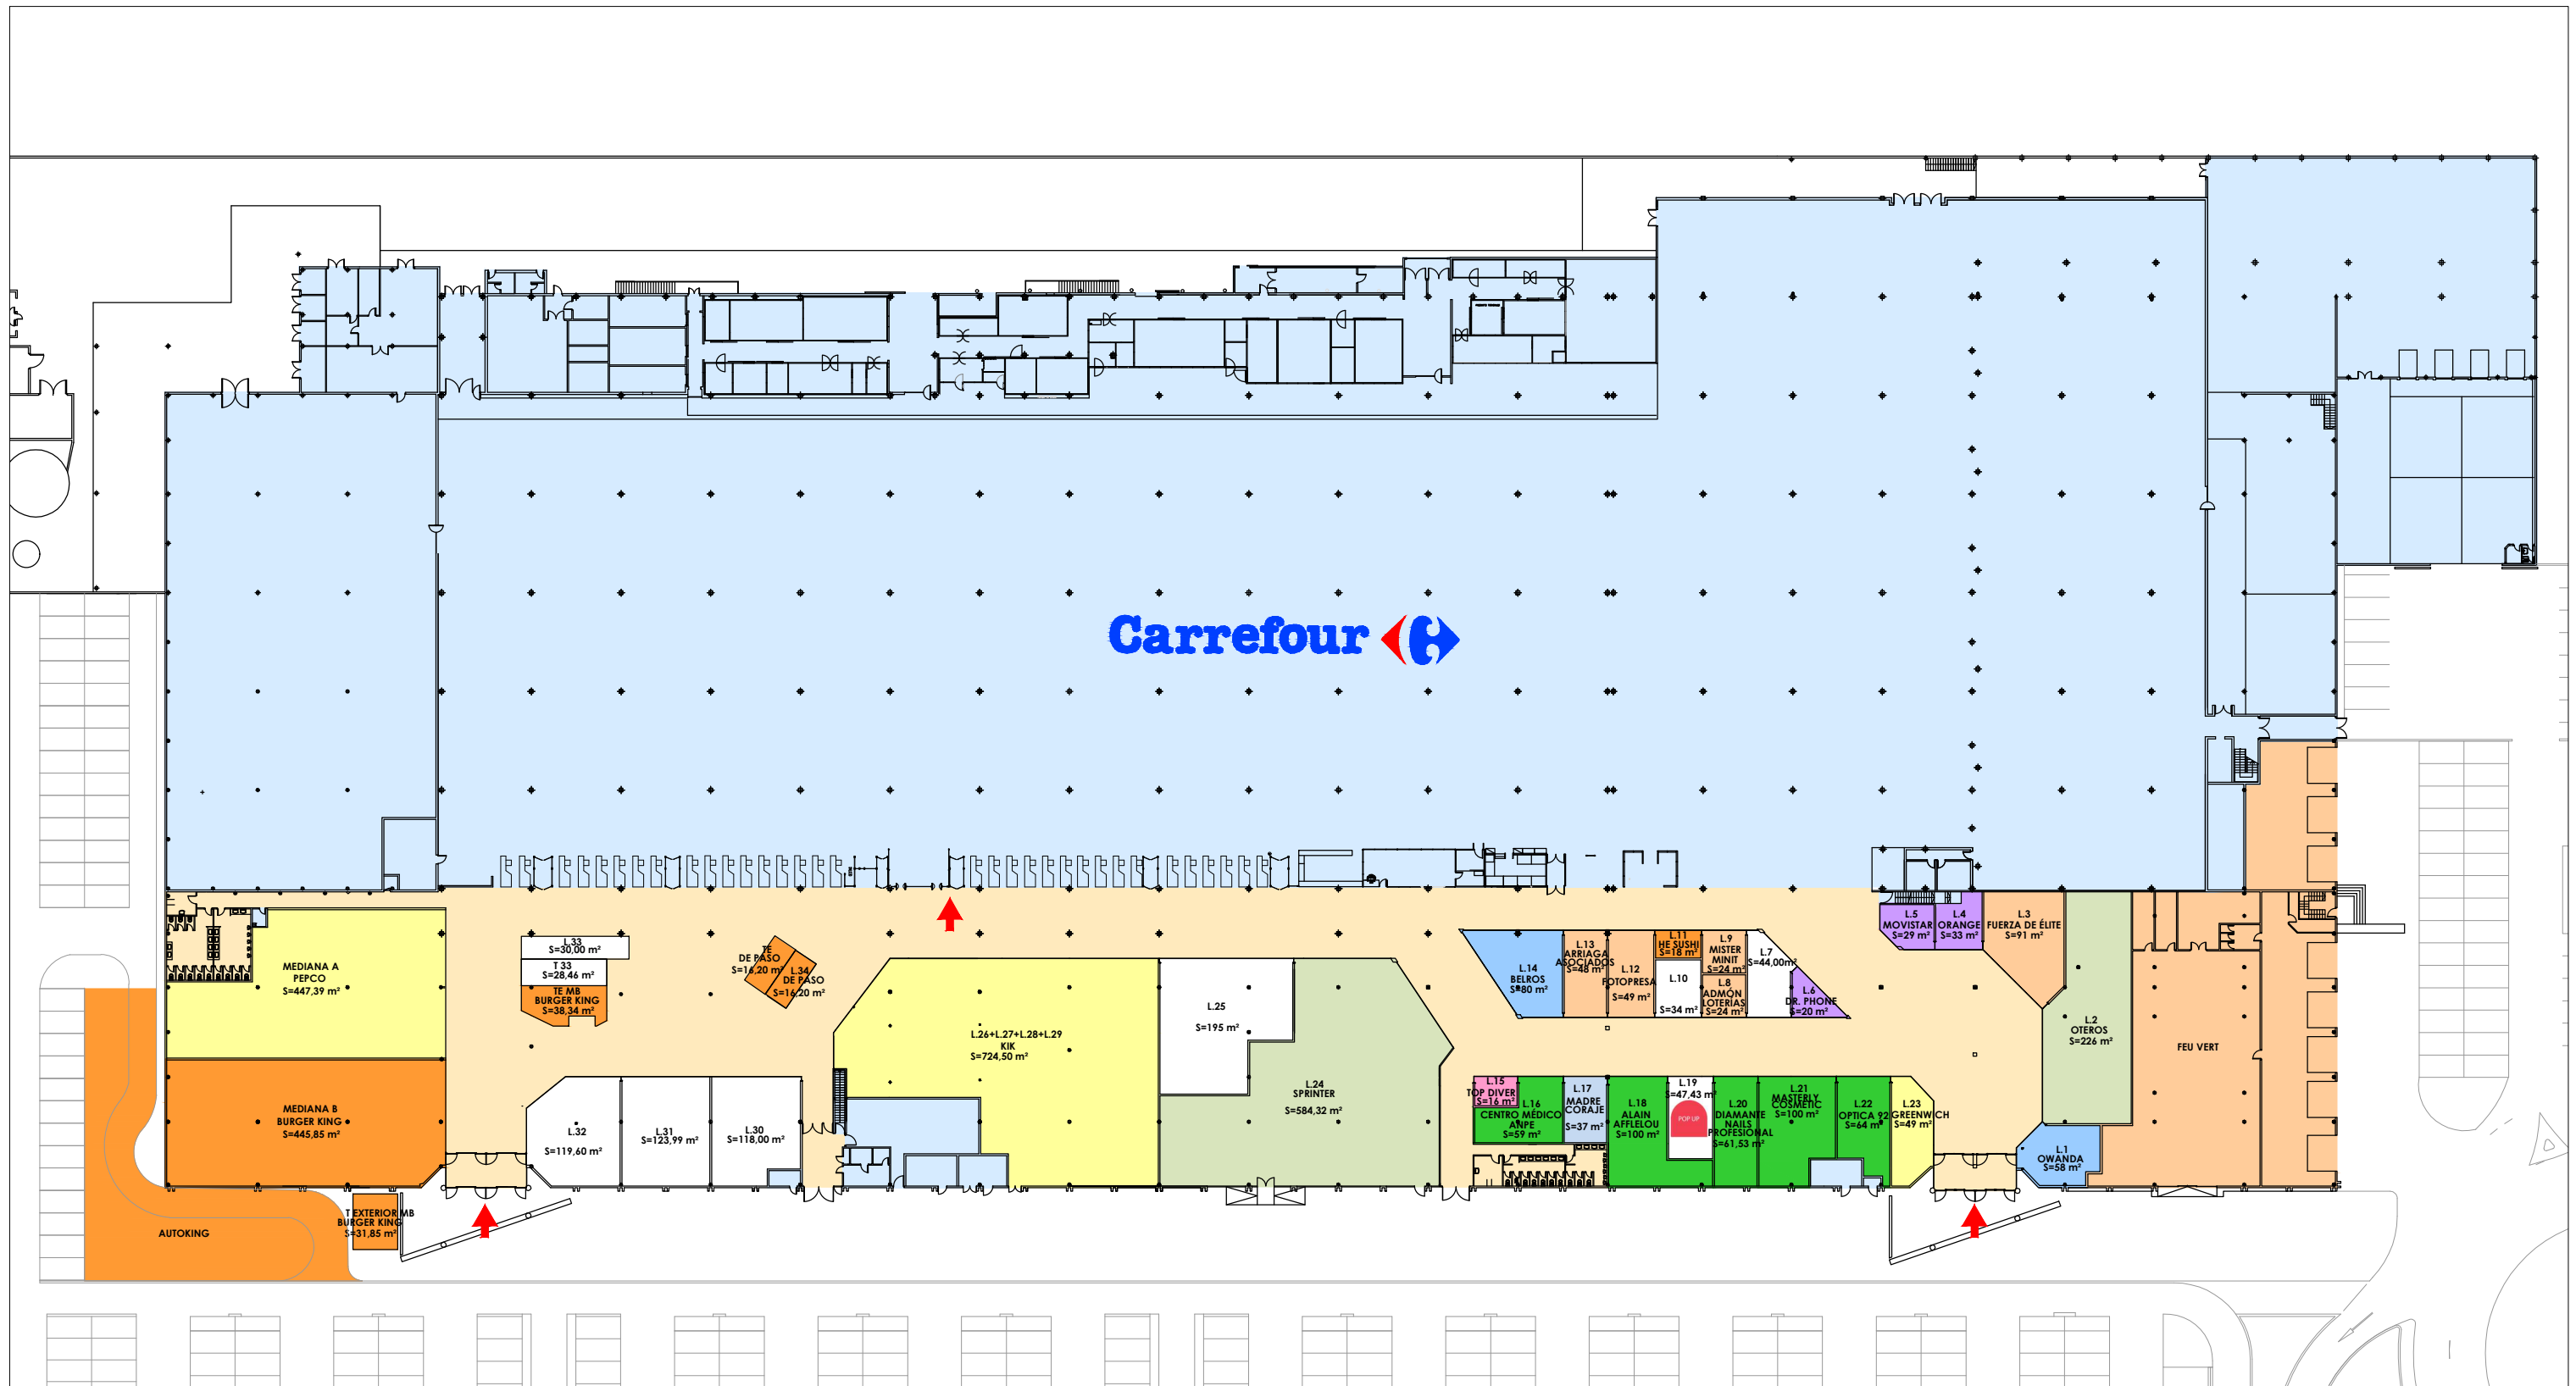 Carrefour
MEDIANA A
PEPCO
S=447,39 m²
MEDIANA B
BURGER KING
S=445,85 m²
AUTOKING
T EXTERIOR MB
BURGER KING
S=31,85 m²
L.33
S=30,00 m²
T 33
S=28,46 m²
TE MB
BURGER KING
S=38,34 m²
TE
DE PASO
S=16,20 m²
L.34
DE PASO
S=16,20 m²
L.32
S=119,60 m²
L.31
S=123,99 m²
L.30
S=118,00 m²
L.26+L.27+L.28+L.29
KIK
S=724,50 m²
L.25
S=195 m²
L.24
SPRINTER
S=584,32 m²
L.14
BELROS
S=80 m²
L.13
ARRIAGA
ASOCIADOS
S=48 m²
L.12
FOTOPRESA
S=49 m²
L.11
HE SUSHI
S=18 m²
L.10
S=34 m²
L.9
MISTER
MINIT
S=24 m²
L.8
ADMÓN
LOTERÍAS
S=24 m²
L.7
S=44,00m²
L.6
DR. PHONE
S=20 m²
L.5
MOVISTAR
S=29 m²
L.4
ORANGE
S=33 m²
L.3
FUERZA DE ÉLITE
S=91 m²
L.2
OTEROS
S=226 m²
FEU VERT
L.15
TOP DIVER
S=16 m²
L.16
CENTRO MÉDICO
ANPE
S=59 m²
L.17
MADRE
CORAJE
S=37 m²
L.18
ALAIN
AFFLELOU
S=100 m²
L.19
S=47,43 m²
POP UP
L.20
DIAMANTE
NAILS
PROFESIONAL
S=61,53 m²
L.21
MASTERLY
COSMETIC
S=100 m²
L.22
OPTICA 92
S=64 m²
L.23
GREENWICH
S=49 m²
L.1
OWANDA
S=58 m²